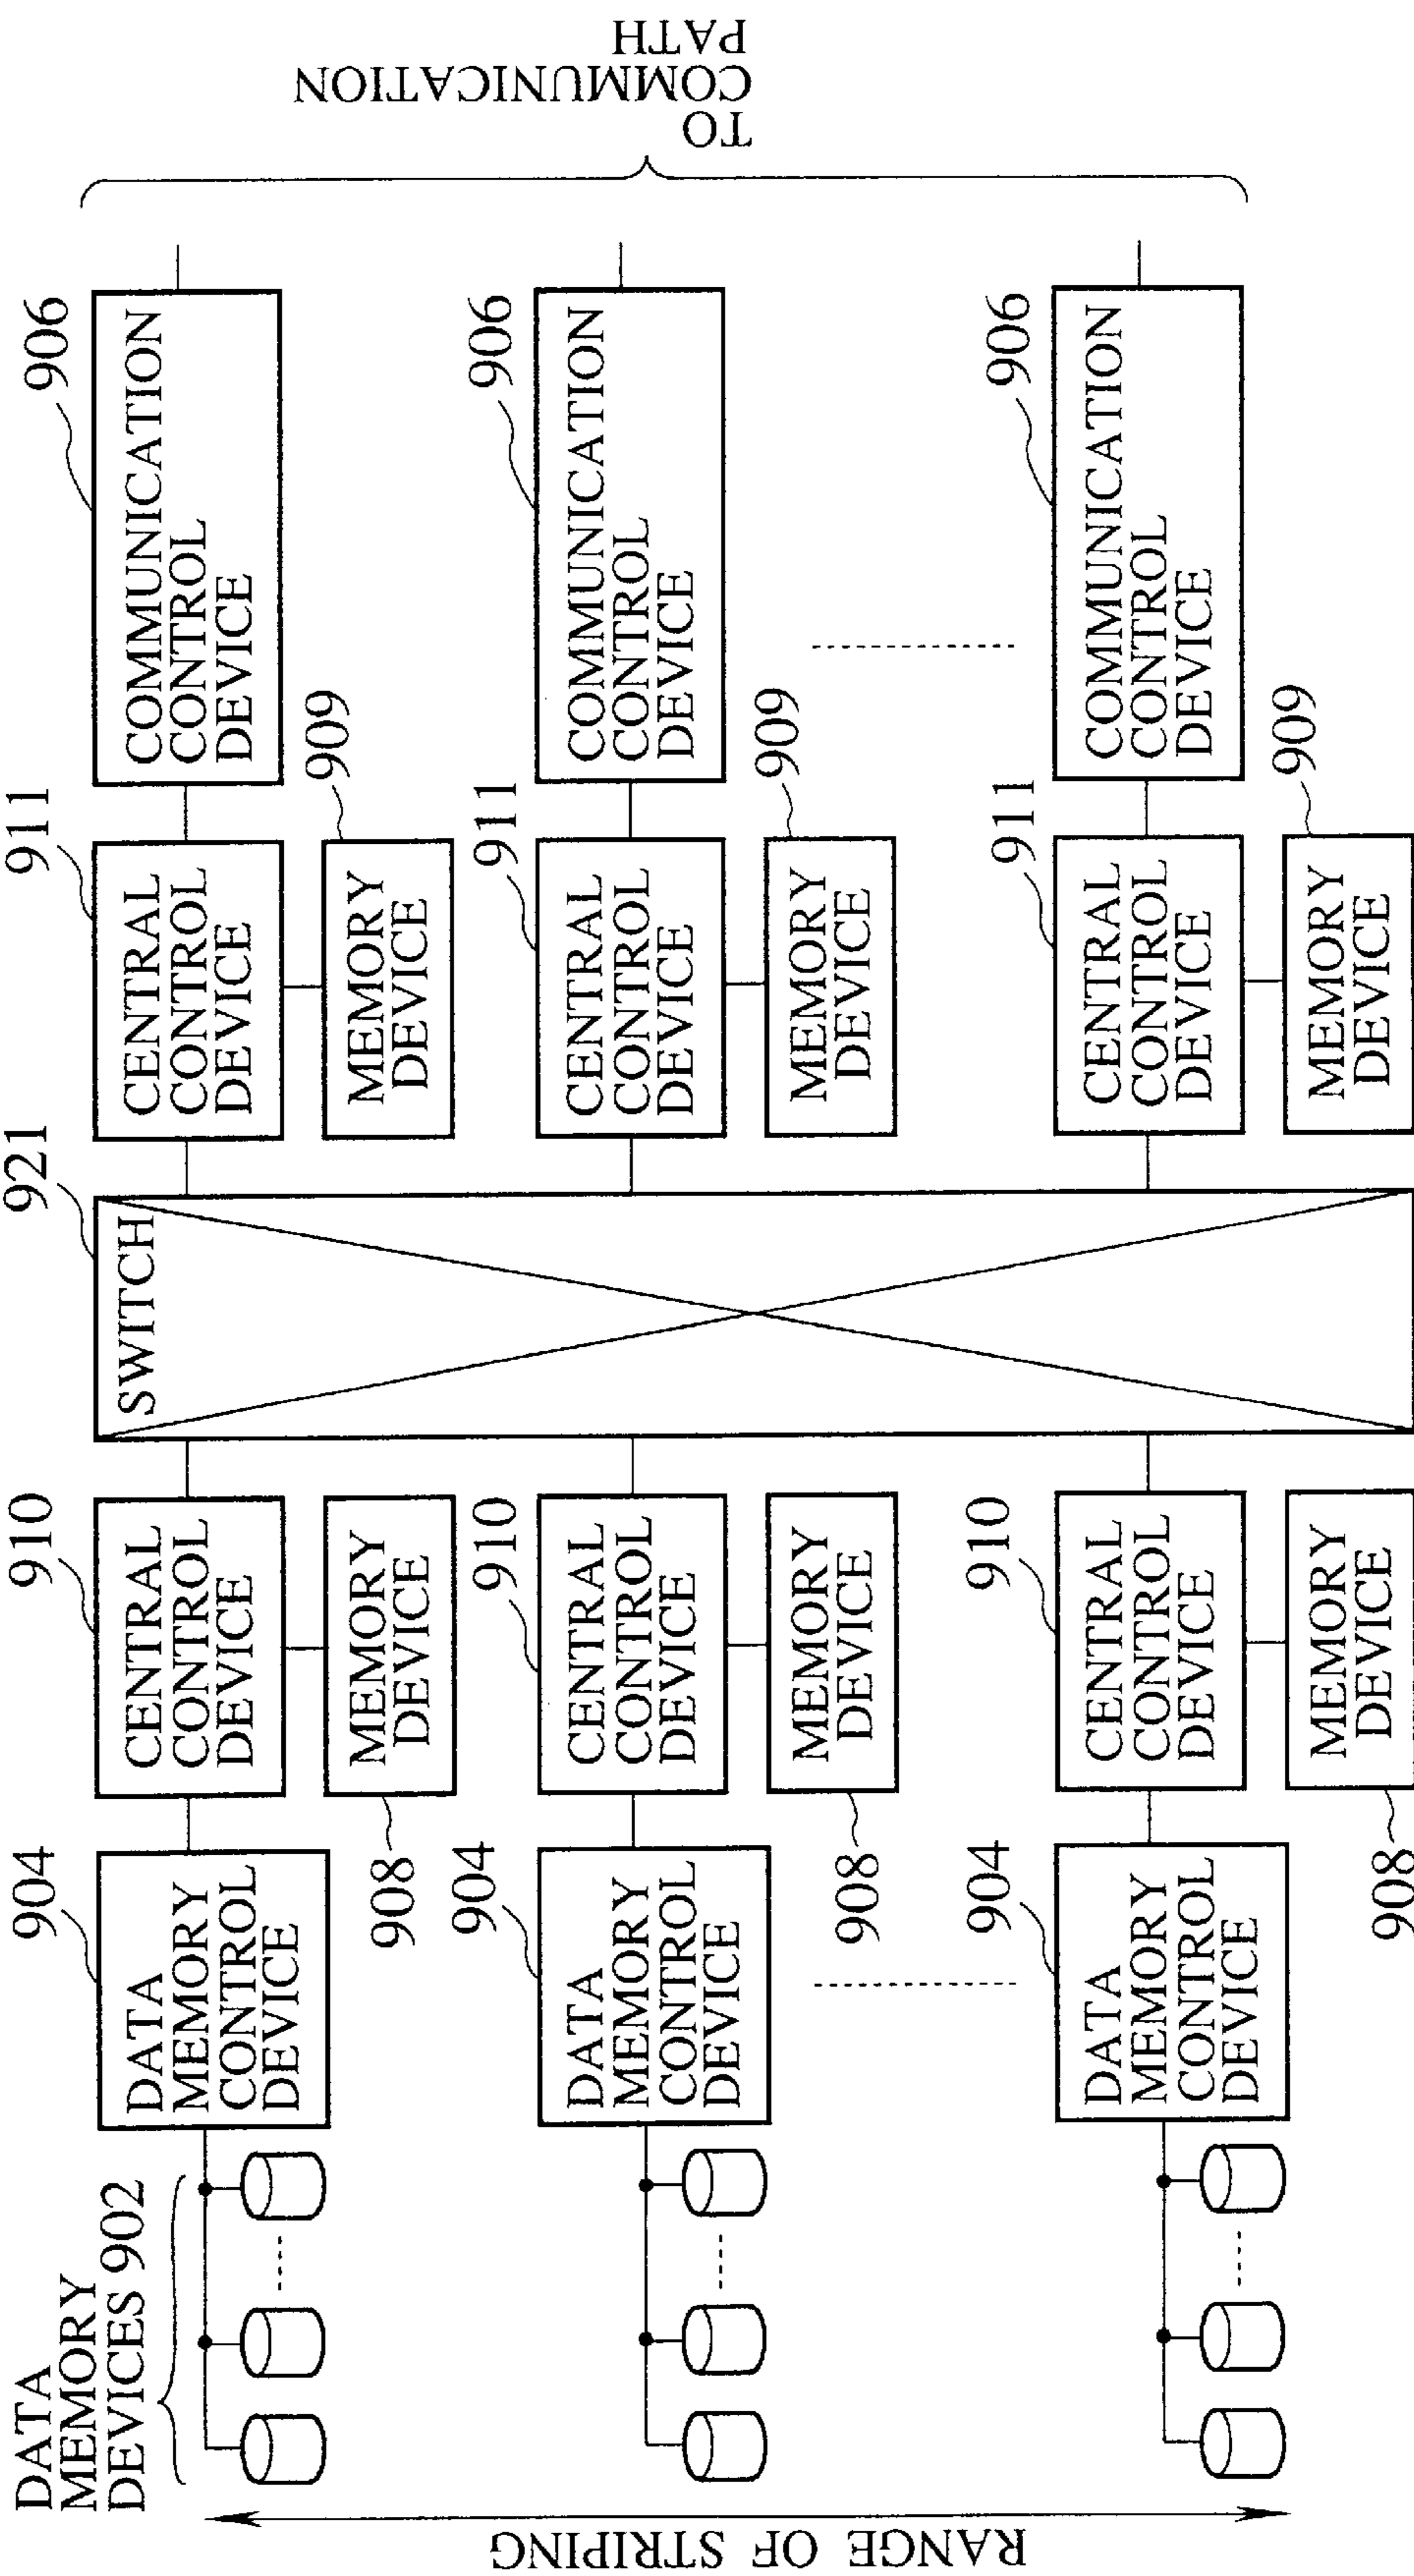 DATA
MEMORY
DEVICES 902
904
DATA
MEMORY
CONTROL
DEVICE
910
CENTRAL
CONTROL
DEVICE
MEMORY
DEVICE
908
921
SWITCH
911
CENTRAL
CONTROL
DEVICE
MEMORY
DEVICE
909
906
COMMUNICATION
CONTROL
DEVICE
904
DATA
MEMORY
CONTROL
DEVICE
910
CENTRAL
CONTROL
DEVICE
MEMORY
DEVICE
908
911
CENTRAL
CONTROL
DEVICE
MEMORY
DEVICE
909
906
COMMUNICATION
CONTROL
DEVICE
904
DATA
MEMORY
CONTROL
DEVICE
910
CENTRAL
CONTROL
DEVICE
MEMORY
DEVICE
908
911
CENTRAL
CONTROL
DEVICE
MEMORY
DEVICE
909
906
COMMUNICATION
CONTROL
DEVICE
RANGE OF STRIPING
TO
COMMUNICATION
PATH